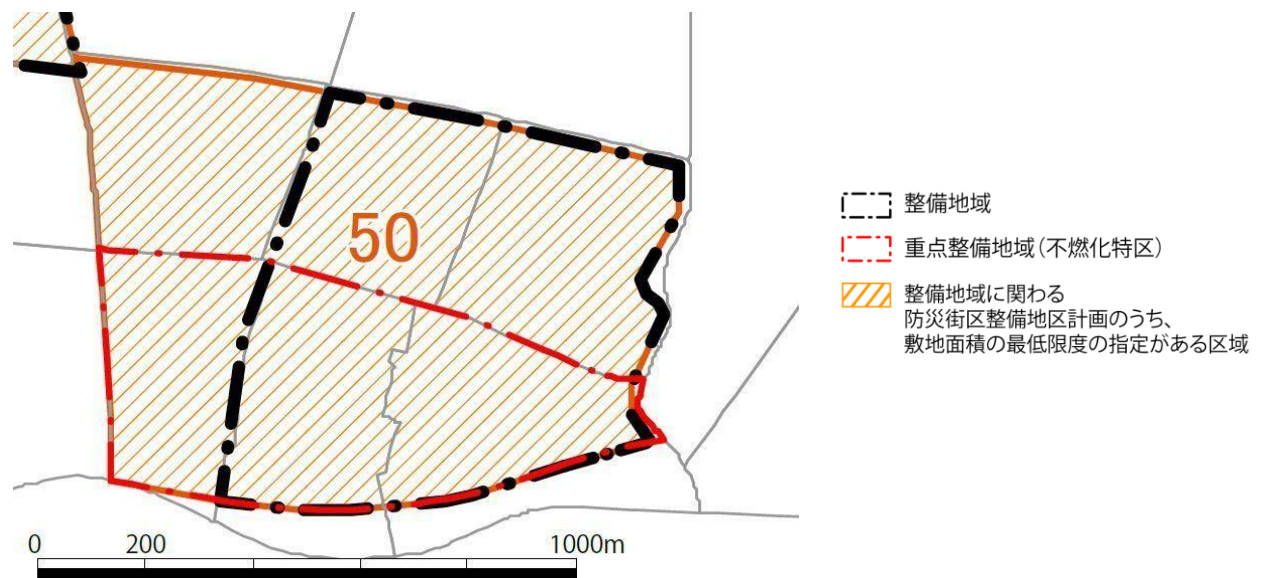 50
0 200 1000m
整備地域
重点整備地域(不燃化特区)
整備地域に関わる
防災街区整備地区計画のうち、
敷地面積の最低限度の指定がある区域